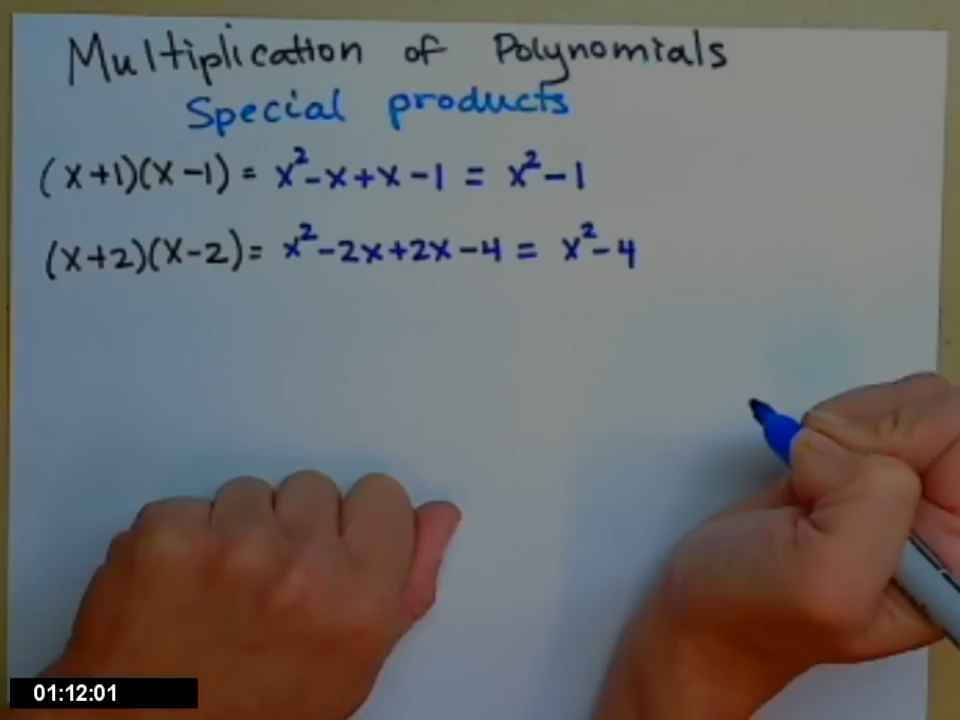 Multiplication of Polynomials
Special products
(x+1)(x-1) = x²-x+x-1 = x²-1
(x+2)(x-2) = x²-2x+2x-4 = x²-4
01:12:01